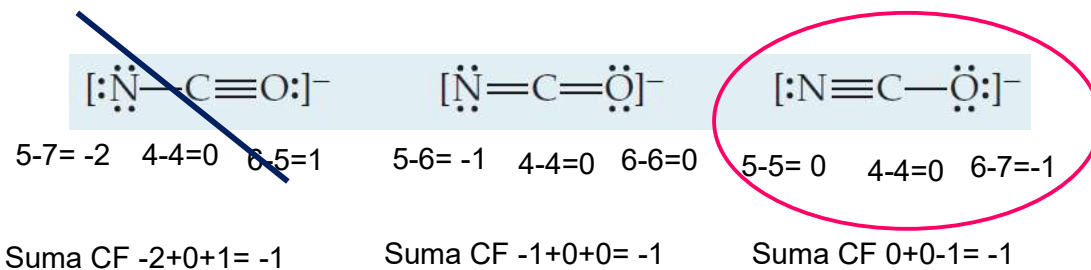 [:N̈—C≡O:]⁻ [N̈=C=Ö]⁻ [:N≡C—Ö:]⁻
5-7= -2 4-4=0 6-5=1 5-6= -1 4-4=0 6-6=0 5-5= 0 4-4=0 6-7=-1
Suma CF -2+0+1= -1 Suma CF -1+0+0= -1 Suma CF 0+0-1= -1